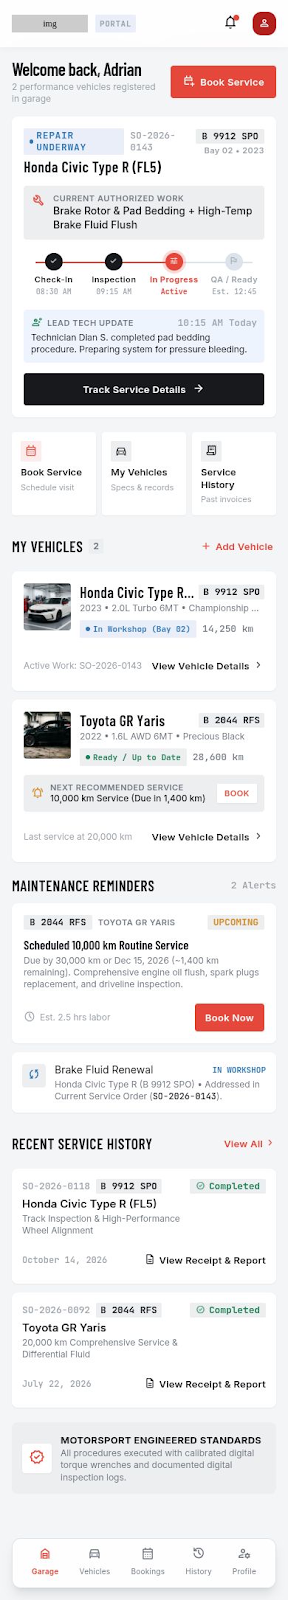 img
PORTAL
Welcome back, Adrian
2 performance vehicles registered
in garage
Book Service
REPAIR
UNDERWAY
SO-2026-
0143
B 9912 SPO
Bay 02 • 2023
Honda Civic Type R (FL5)
CURRENT AUTHORIZED WORK
Brake Rotor & Pad Bedding + High-Temp
Brake Fluid Flush
Check-In
08:30 AM
Inspection
09:15 AM
In Progress
Active
QA / Ready
Est. 12:45
LEAD TECH UPDATE
10:15 AM Today
Technician Dian S. completed pad bedding
procedure. Preparing system for pressure bleeding.
Track Service Details
Book Service
Schedule visit
My Vehicles
Specs & records
Service
History
Past invoices
MY VEHICLES
2
+ Add Vehicle
Honda Civic Type R...
B 9912 SPO
2023 • 2.0L Turbo 6MT • Championship ...
In Workshop (Bay 02)
14,250 km
Active Work: SO-2026-0143
View Vehicle Details
Toyota GR Yaris
B 2044 RFS
2022 • 1.6L AWD 6MT • Precious Black
Ready / Up to Date
28,600 km
NEXT RECOMMENDED SERVICE
10,000 km Service (Due in 1,400 km)
BOOK
Last service at 20,000 km
View Vehicle Details
MAINTENANCE REMINDERS
2 Alerts
B 2044 RFS
TOYOTA GR YARIS
UPCOMING
Scheduled 10,000 km Routine Service
Due by 30,000 km or Dec 15, 2026 (~1,400 km
remaining). Comprehensive engine oil flush, spark plugs
replacement, and driveline inspection.
Est. 2.5 hrs labor
Book Now
Brake Fluid Renewal
IN WORKSHOP
Honda Civic Type R (B 9912 SPO) • Addressed in
Current Service Order (SO-2026-0143).
RECENT SERVICE HISTORY
View All
SO-2026-0118
B 9912 SPO
Completed
Honda Civic Type R (FL5)
Track Inspection & High-Performance
Wheel Alignment
October 14, 2026
View Receipt & Report
SO-2026-0092
B 2044 RFS
Completed
Toyota GR Yaris
20,000 km Comprehensive Service &
Differential Fluid
July 22, 2026
View Receipt & Report
MOTORSPORT ENGINEERED STANDARDS
All procedures executed with calibrated digital
torque wrenches and documented digital
inspection logs.
Garage
Vehicles
Bookings
History
Profile